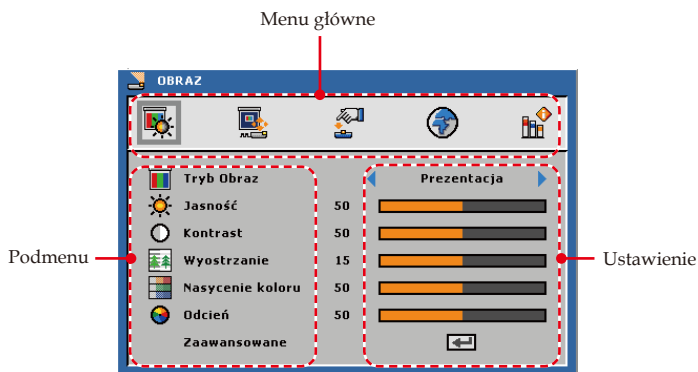 Menu główne
OBRAZ
Tryb Obraz Prezentacja
Jasność 50
Kontrast 50
Podmenu
Wyostrzanie 15
Ustawienie
Nasycenie koloru 50
Odcień 50
Zaawansowane